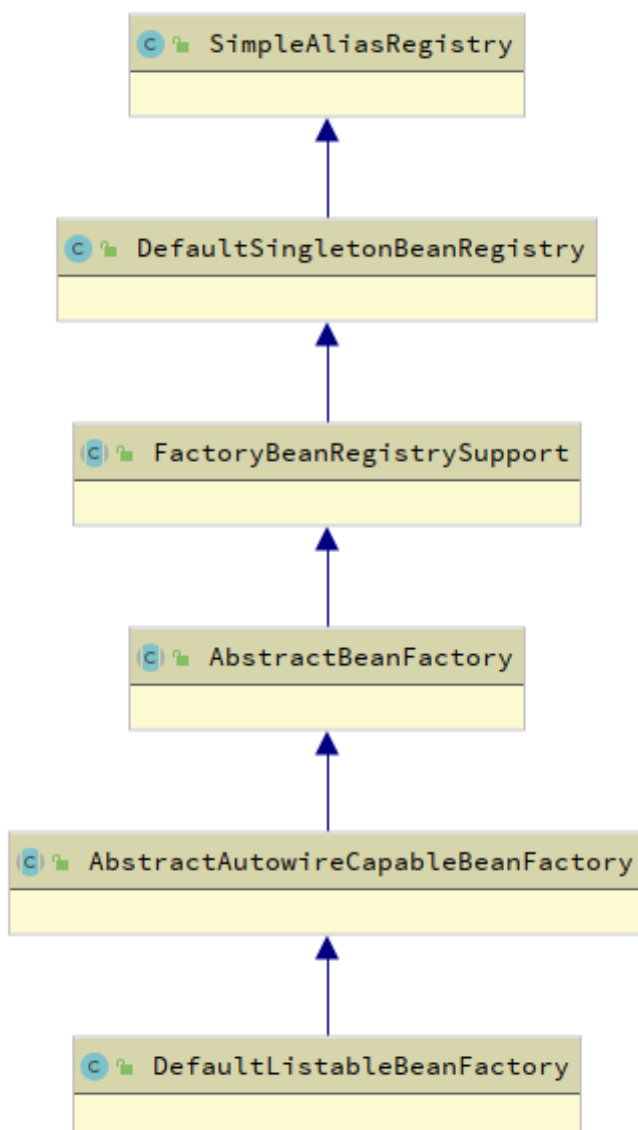 C SimpleAliasRegistry
C DefaultSingletonBeanRegistry
C FactoryBeanRegistrySupport
C AbstractBeanFactory
C AbstractAutowireCapableBeanFactory
C DefaultListableBeanFactory